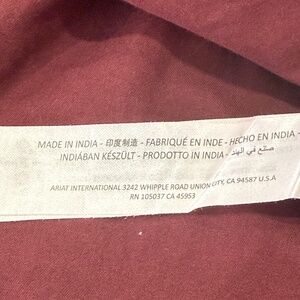 MADE IN INDIA - 印度制造 - FABRIQUÉ EN INDE - HECHO EN INDIA -
INDIÁBAN KÉSZÜLT - PRODOTTO IN INDIA - صنع في الهند
ARIAT INTERNATIONAL 3242 WHIPPLE ROAD UNION CITY, CA 94587 U.S.A
RN 105037 CA 45953